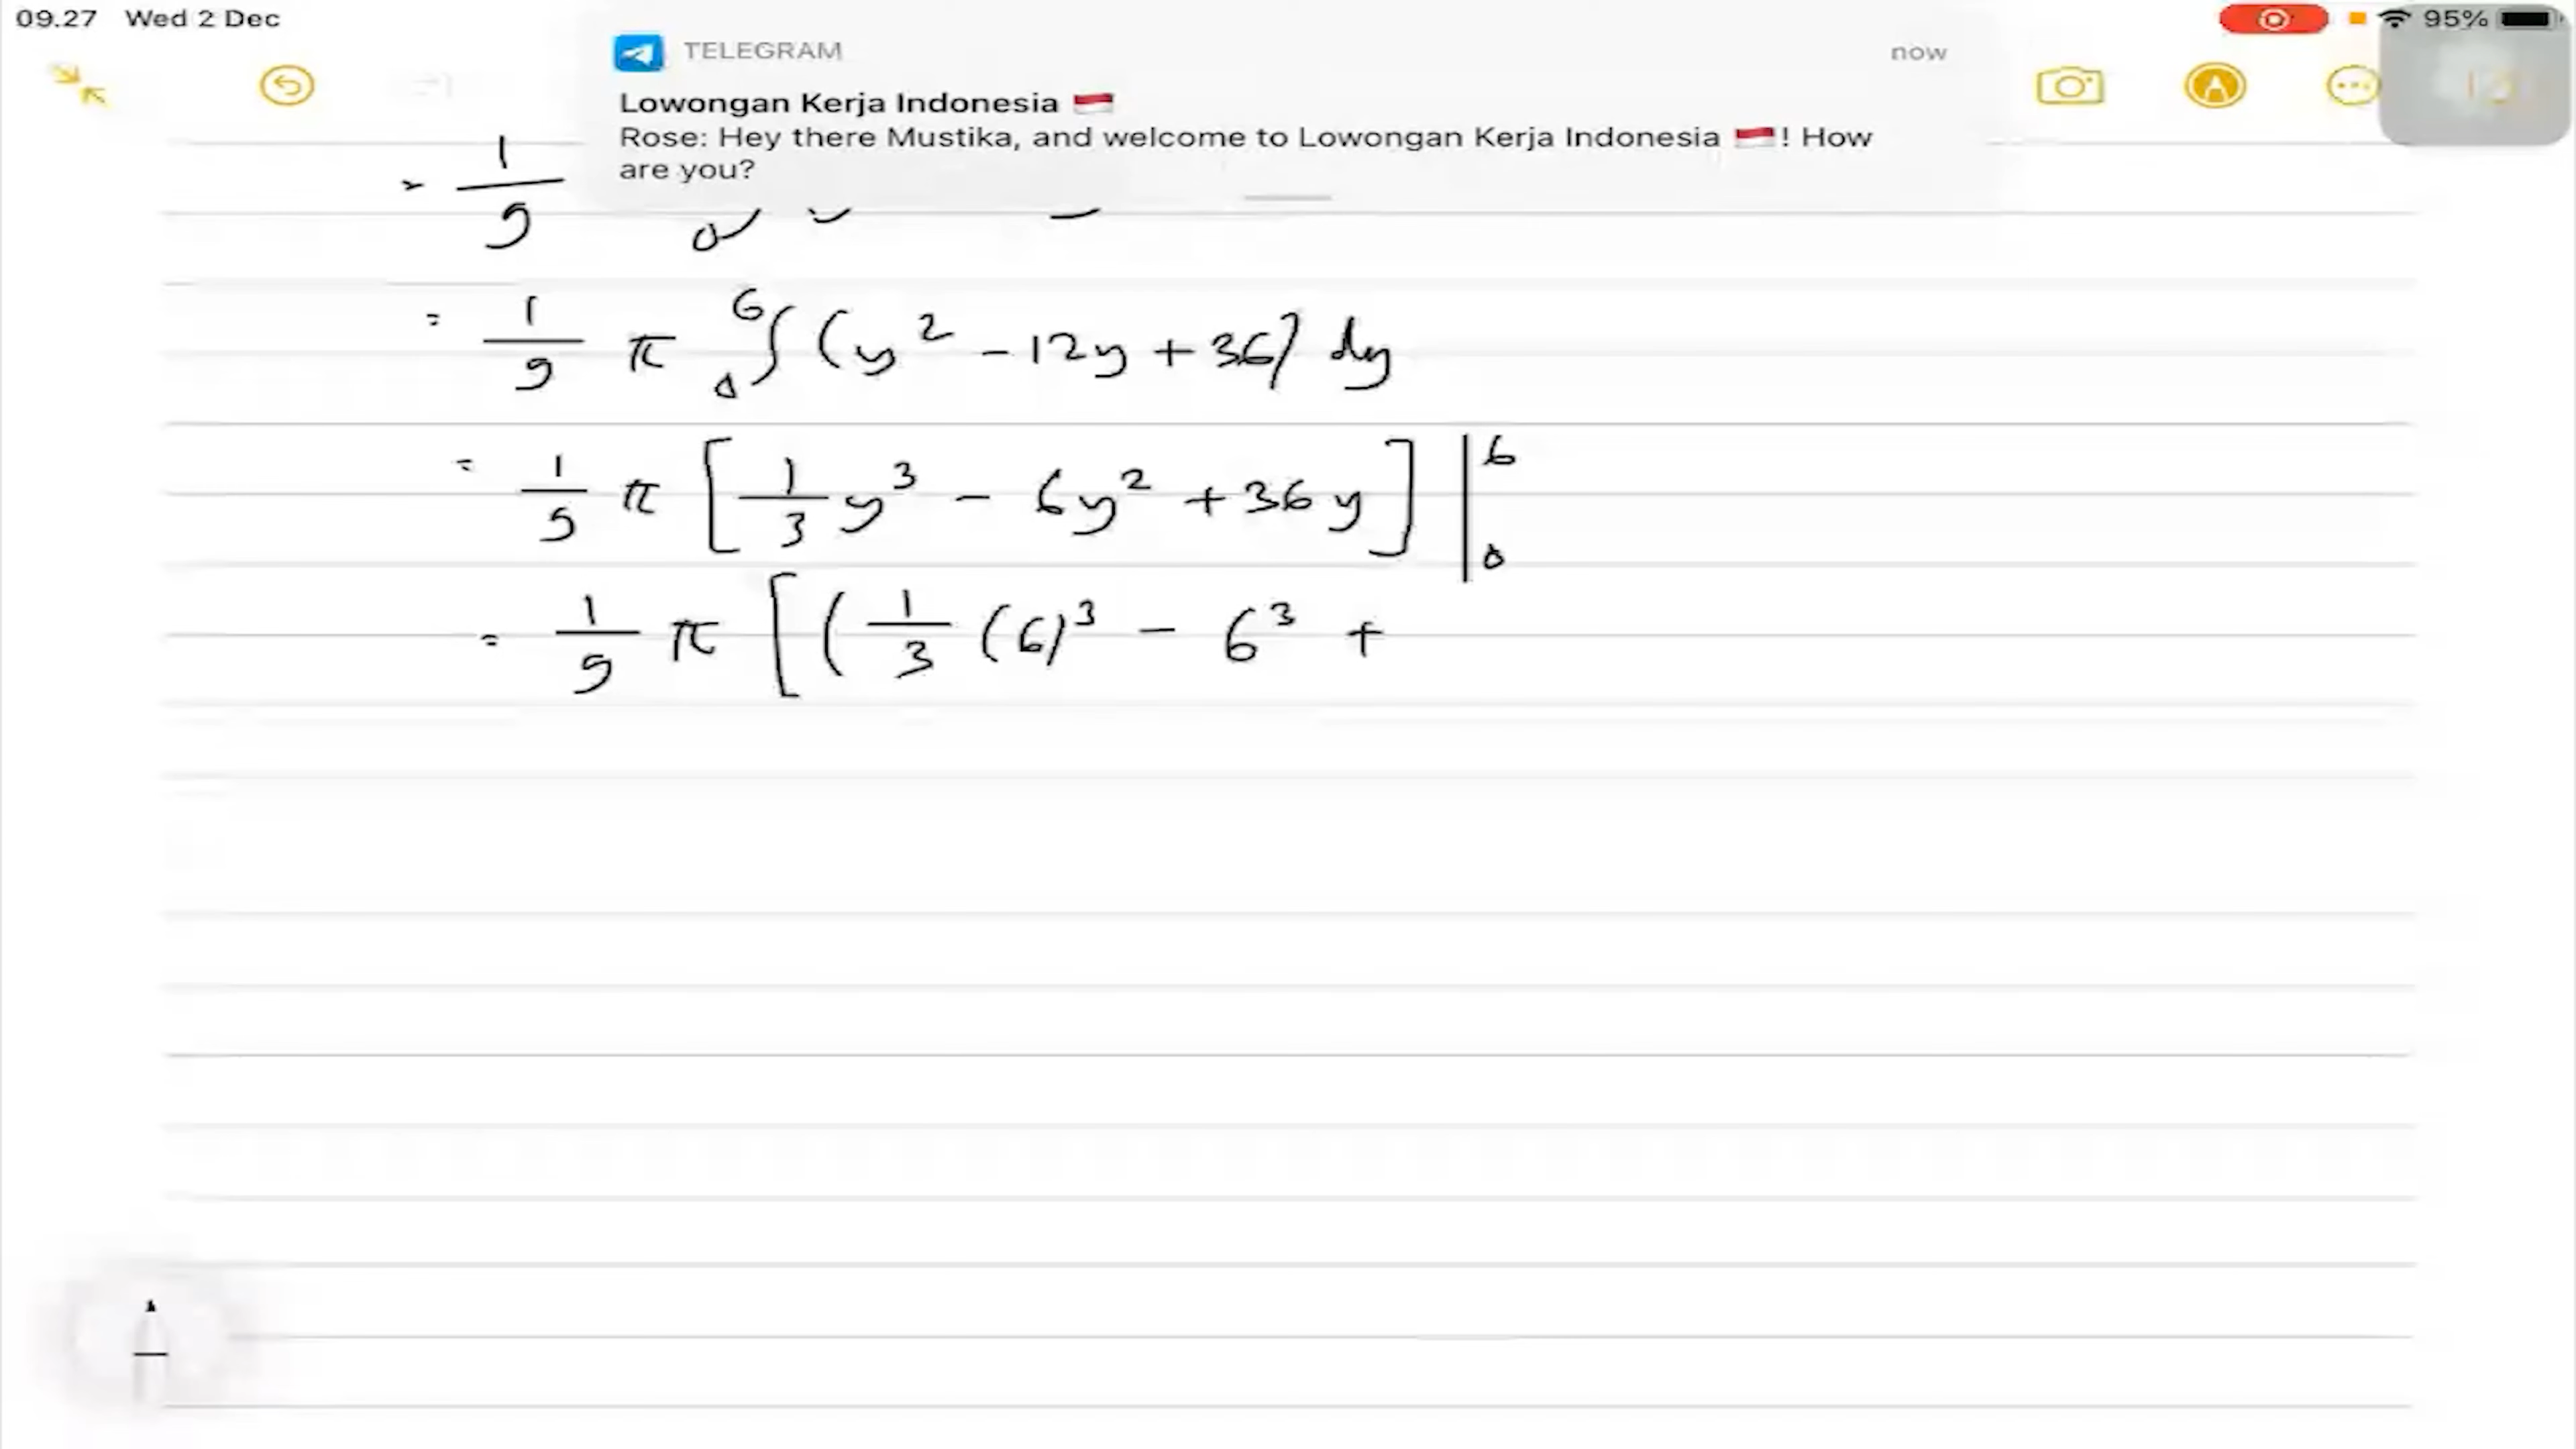 09.27 Wed 2 Dec
95%
TELEGRAM
now
Lowongan Kerja Indonesia 🇮🇩
Rose: Hey there Mustika, and welcome to Lowongan Kerja Indonesia 🇮🇩! How
are you?
1/9
= 1/9 π ₀⁶∫ (y² - 12y + 36) dy
= 1/9 π [1/3 y³ - 6y² + 36y] |₀⁶
= 1/9 π [(1/3 (6)³ - 6³ +